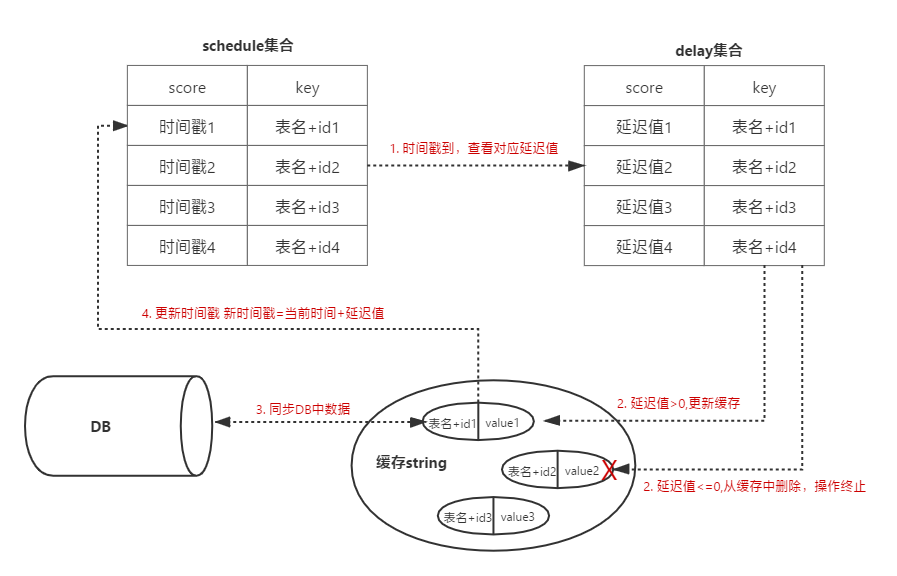 schedule集合
delay集合
score key
时间戳1 表名+id1
时间戳2 表名+id2
时间戳3 表名+id3
时间戳4 表名+id4
1. 时间戳到，查看对应延迟值
score key
延迟值1 表名+id1
延迟值2 表名+id2
延迟值3 表名+id3
延迟值4 表名+id4
4. 更新时间戳 新时间戳=当前时间+延迟值
DB
3. 同步DB中数据
2. 延迟值>0,更新缓存
表名+id1 value1
缓存string
表名+id2 value2
X
2. 延迟值<=0,从缓存中删除，操作终止
表名+id3 value3